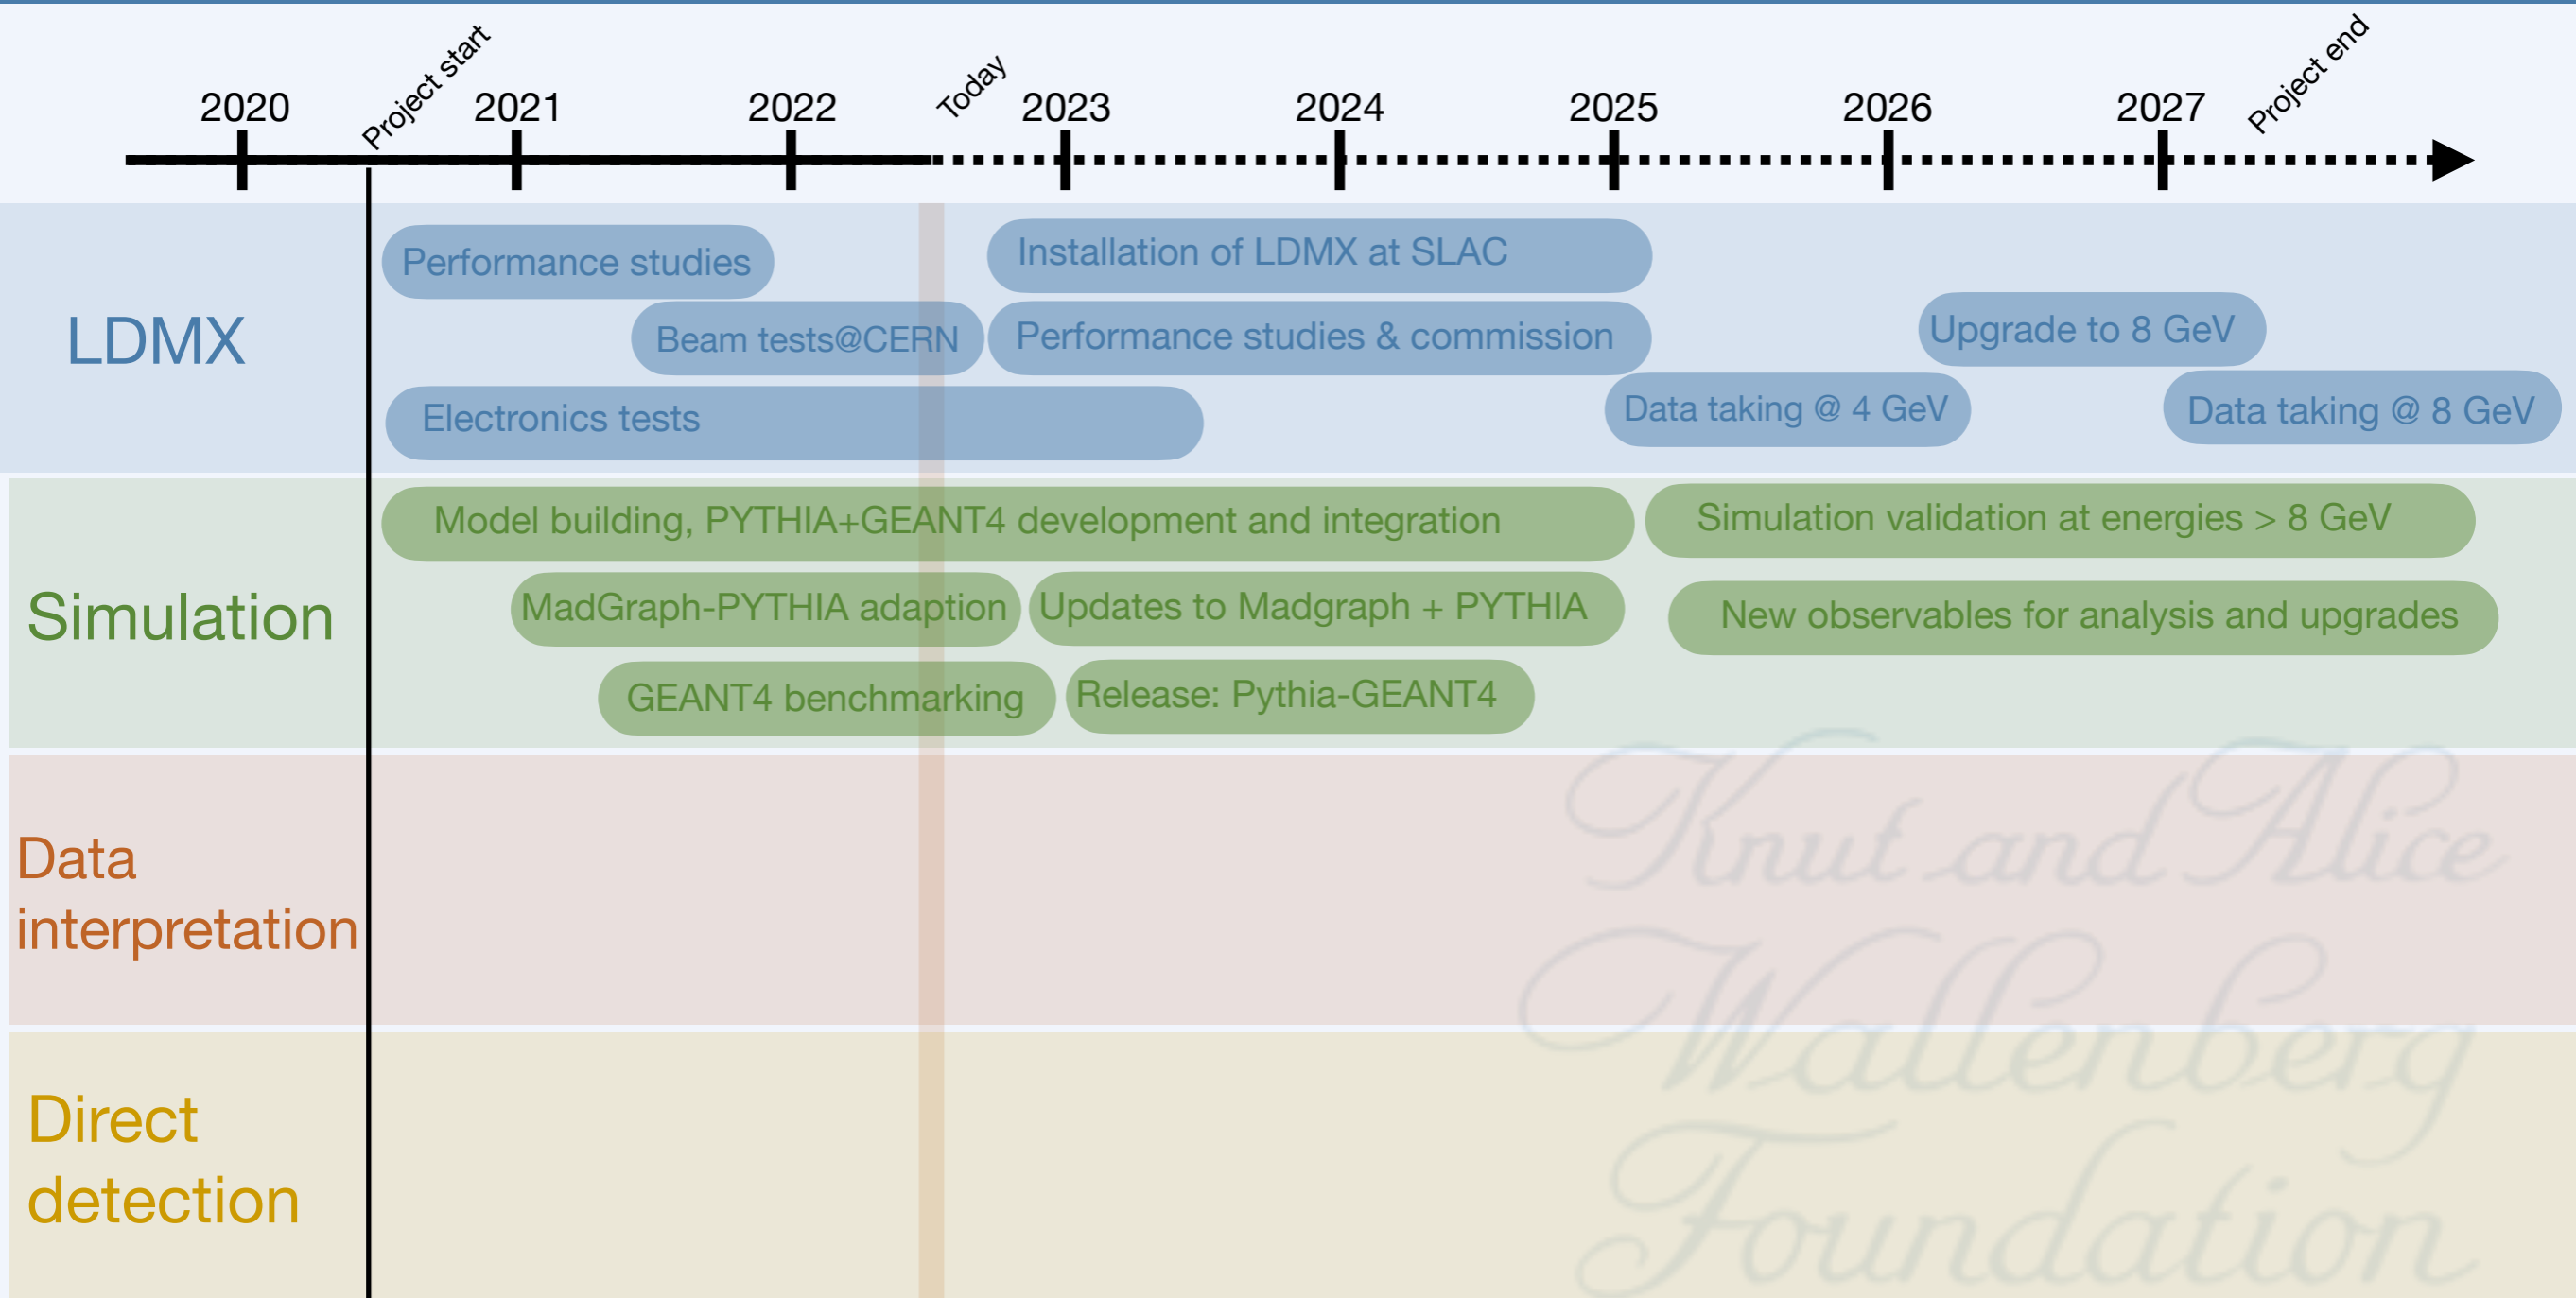 Project start
Today
Project end
2020
2021
2022
2023
2024
2025
2026
2027
LDMX
Performance studies
Installation of LDMX at SLAC
Beam tests@CERN
Performance studies & commission
Upgrade to 8 GeV
Electronics tests
Data taking @ 4 GeV
Data taking @ 8 GeV
Simulation
Model building, PYTHIA+GEANT4 development and integration
Simulation validation at energies > 8 GeV
MadGraph-PYTHIA adaption
Updates to Madgraph + PYTHIA
New observables for analysis and upgrades
GEANT4 benchmarking
Release: Pythia-GEANT4
Data
interpretation
Direct
detection
Knut and Alice
Wallenberg
Foundation